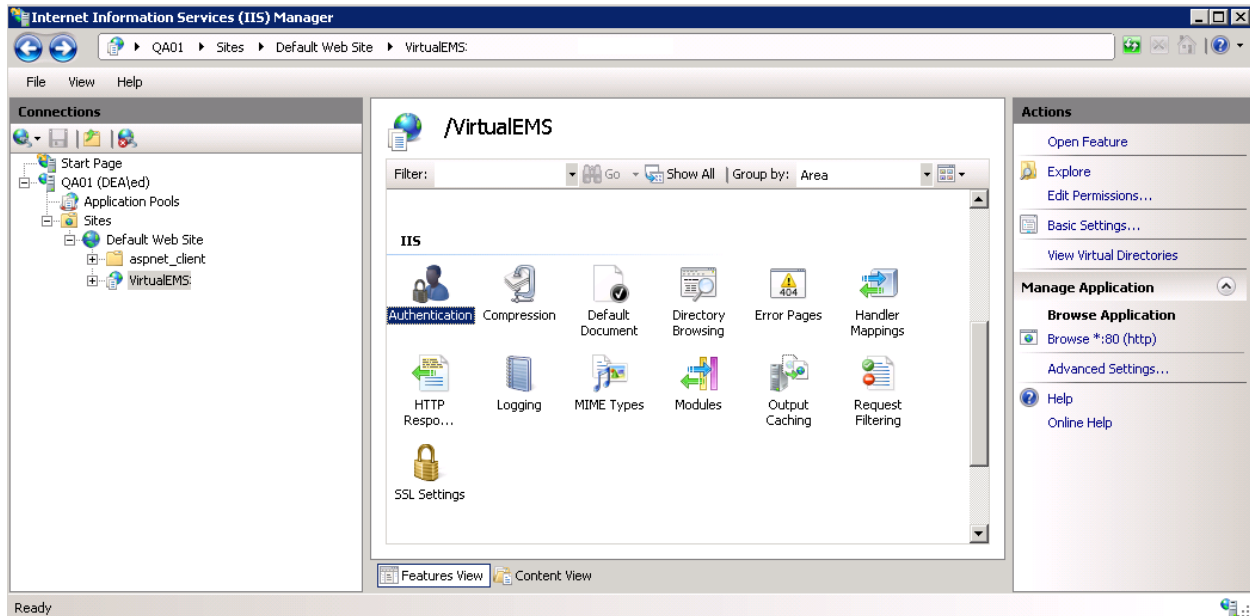 Internet Information Services (IIS) Manager
QA01 Sites Default Web Site VirtualEMS:
File View Help
Connections
Start Page
QA01 (DEA\ed)
Application Pools
Sites
Default Web Site
aspnet_client
VirtualEMS:
/VirtualEMS
Filter: Go Show All Group by: Area
IIS
Authentication Compression Default Document Directory Browsing Error Pages Handler Mappings
404
HTTP Respo... Logging MIME Types Modules Output Caching Request Filtering
SSL Settings
Features View Content View
Actions
Open Feature
Explore
Edit Permissions...
Basic Settings...
View Virtual Directories
Manage Application
Browse Application
Browse *:80 (http)
Advanced Settings...
Help
Online Help
Ready